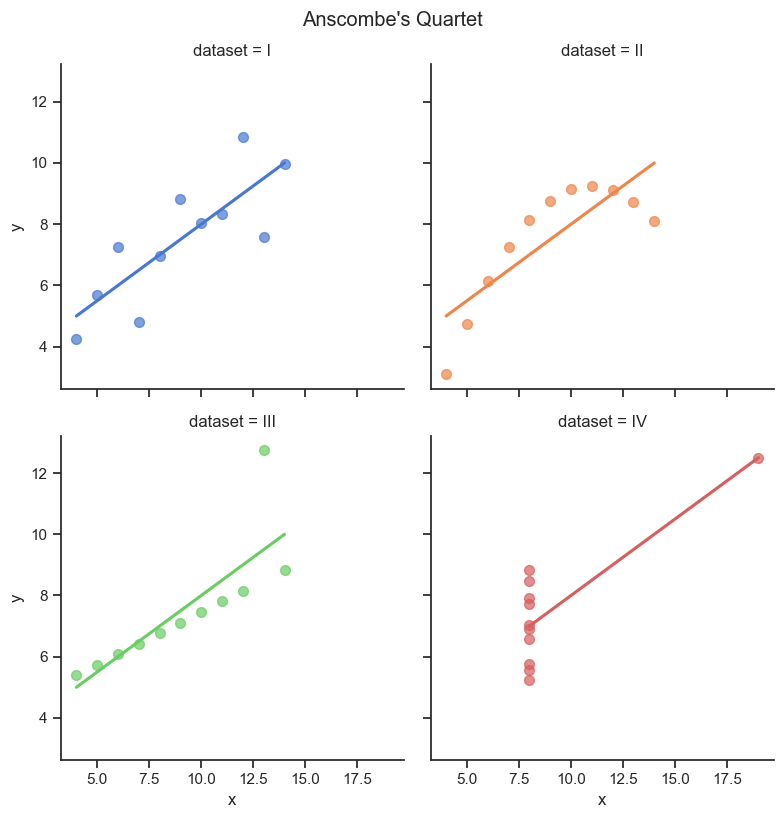 Anscombe's Quartet
dataset = I
dataset = II
12
10
8
6
4
y
dataset = III
dataset = IV
12
10
8
6
4
y
5.0 7.5 10.0 12.5 15.0 17.5
5.0 7.5 10.0 12.5 15.0 17.5
x
x